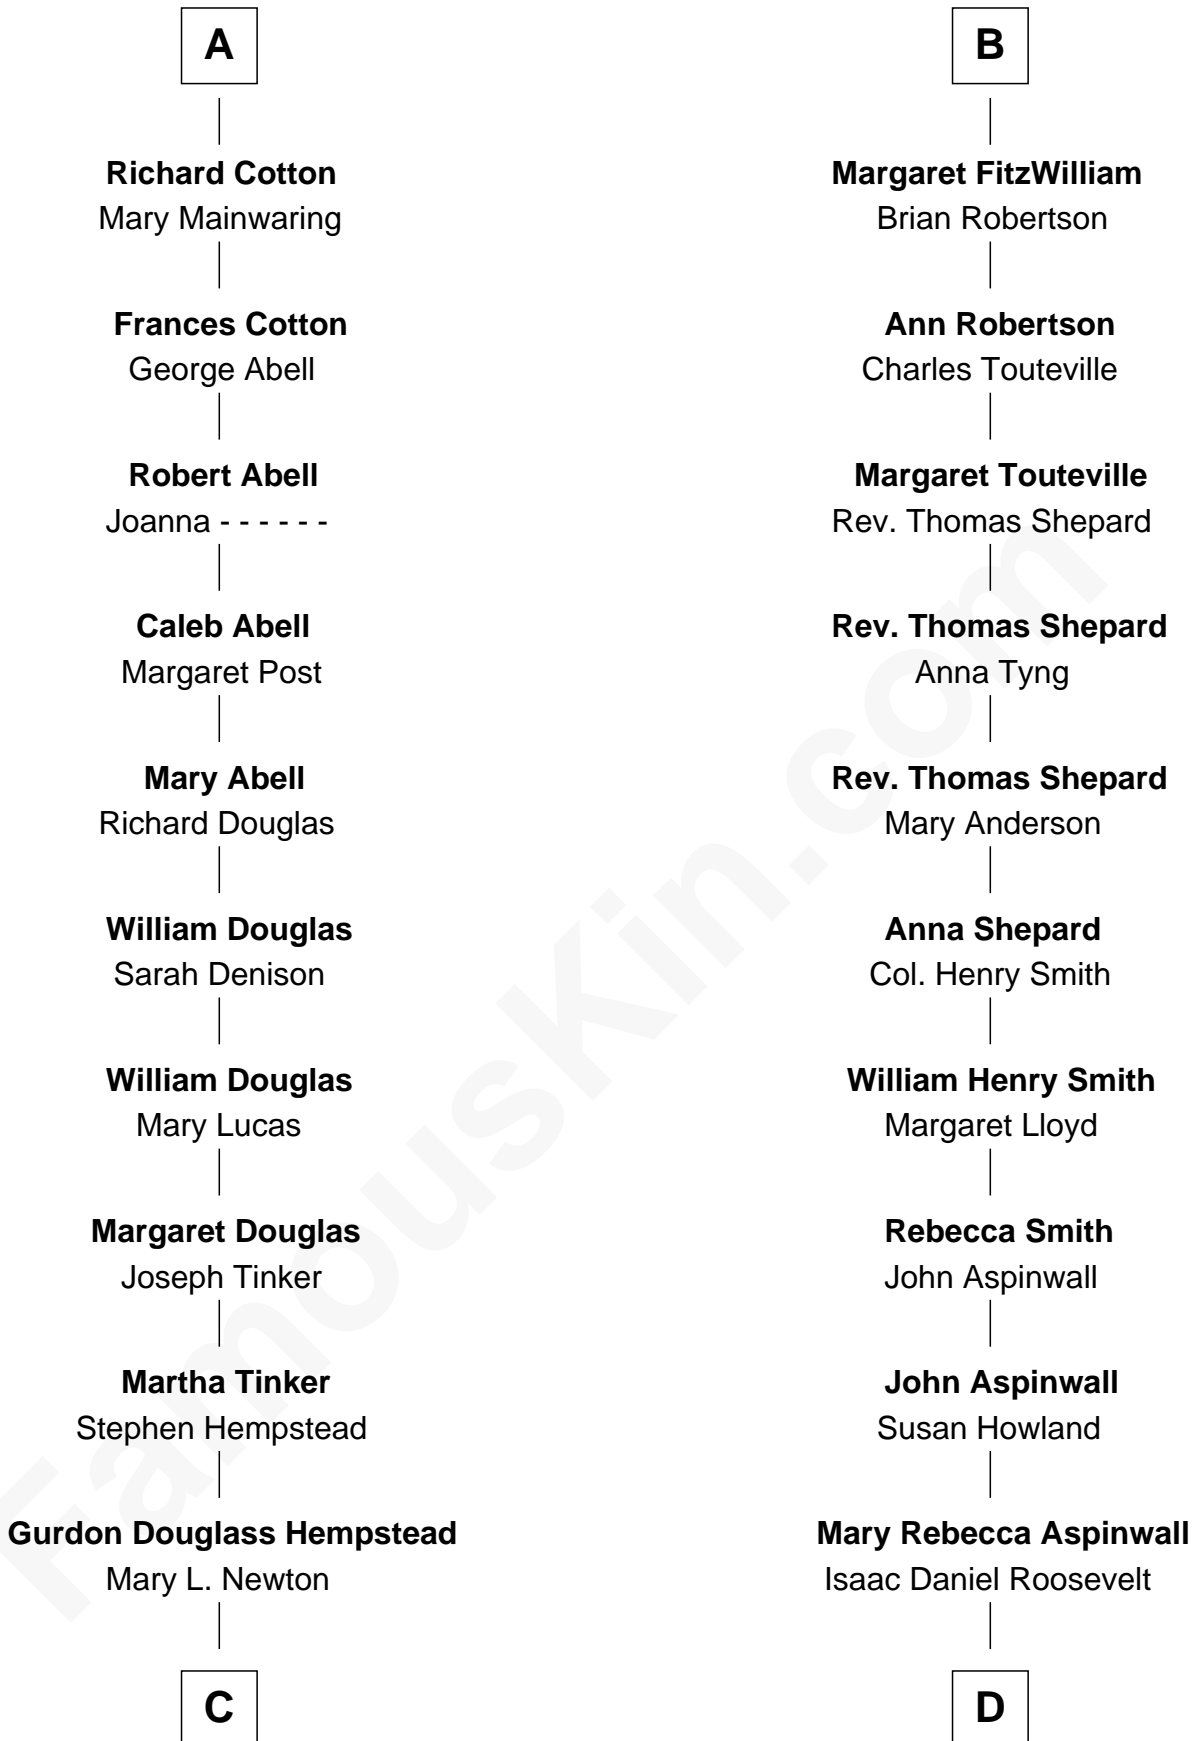 A
Richard Cotton
Mary Mainwaring
Frances Cotton
George Abell
Robert Abell
Joanna - - - - - -
Caleb Abell
Margaret Post
Mary Abell
Richard Douglas
William Douglas
Sarah Denison
William Douglas
Mary Lucas
Margaret Douglas
Joseph Tinker
Martha Tinker
Stephen Hempstead
Gurdon Douglass Hempstead
Mary L. Newton
C
B
Margaret FitzWilliam
Brian Robertson
Ann Robertson
Charles Touteville
Margaret Touteville
Rev. Thomas Shepard
Rev. Thomas Shepard
Anna Tyng
Rev. Thomas Shepard
Mary Anderson
Anna Shepard
Col. Henry Smith
William Henry Smith
Margaret Lloyd
Rebecca Smith
John Aspinwall
John Aspinwall
Susan Howland
Mary Rebecca Aspinwall
Isaac Daniel Roosevelt
D
FamousKin.com